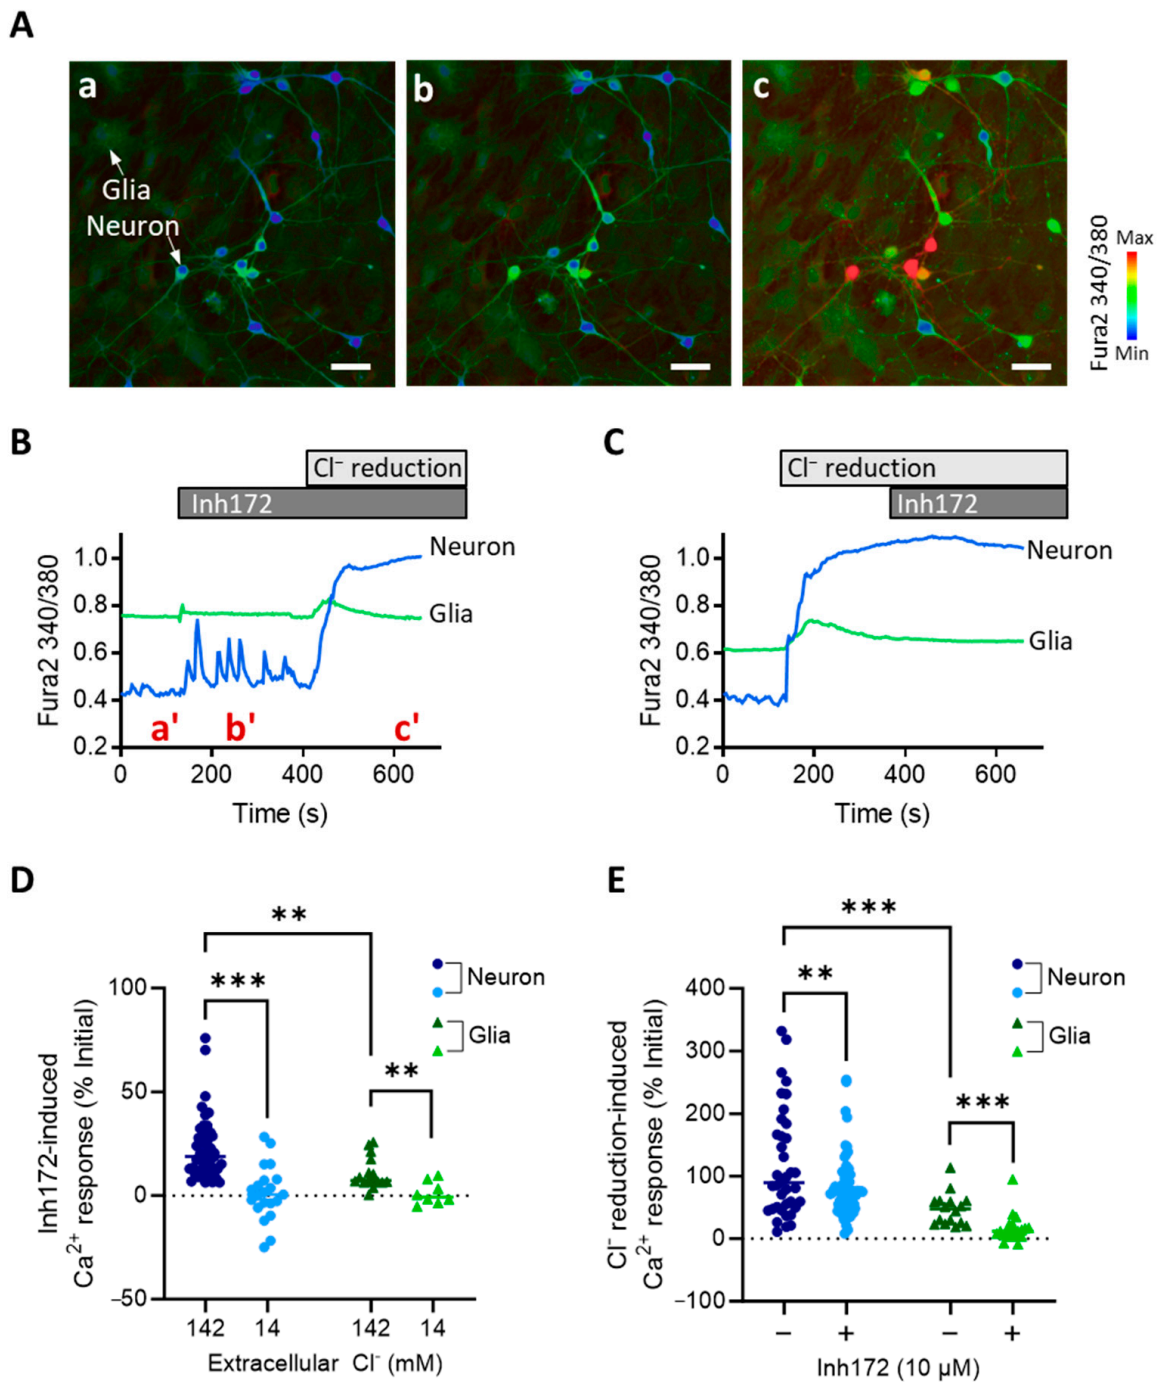 A
a
b
c
Glia
Neuron
Fura2 340/380
Max
Min
B
Cl⁻ reduction
Inh172
Fura2 340/380
1.0
0.8
0.6
0.4
0.2
Neuron
Glia
a' b' c'
0 200 400 600
Time (s)
C
Cl⁻ reduction
Inh172
Fura2 340/380
1.0
0.8
0.6
0.4
0.2
Neuron
Glia
0 200 400 600
Time (s)
D
Inh172-induced
Ca²⁺ response (% Initial)
100
50
0
−50
**
***
**
Neuron
Glia
142 14 142 14
Extracellular Cl⁻ (mM)
E
Cl⁻ reduction-induced
Ca²⁺ response (% Initial)
400
300
200
100
0
−100
***
**
***
Neuron
Glia
− + − +
Inh172 (10 μM)